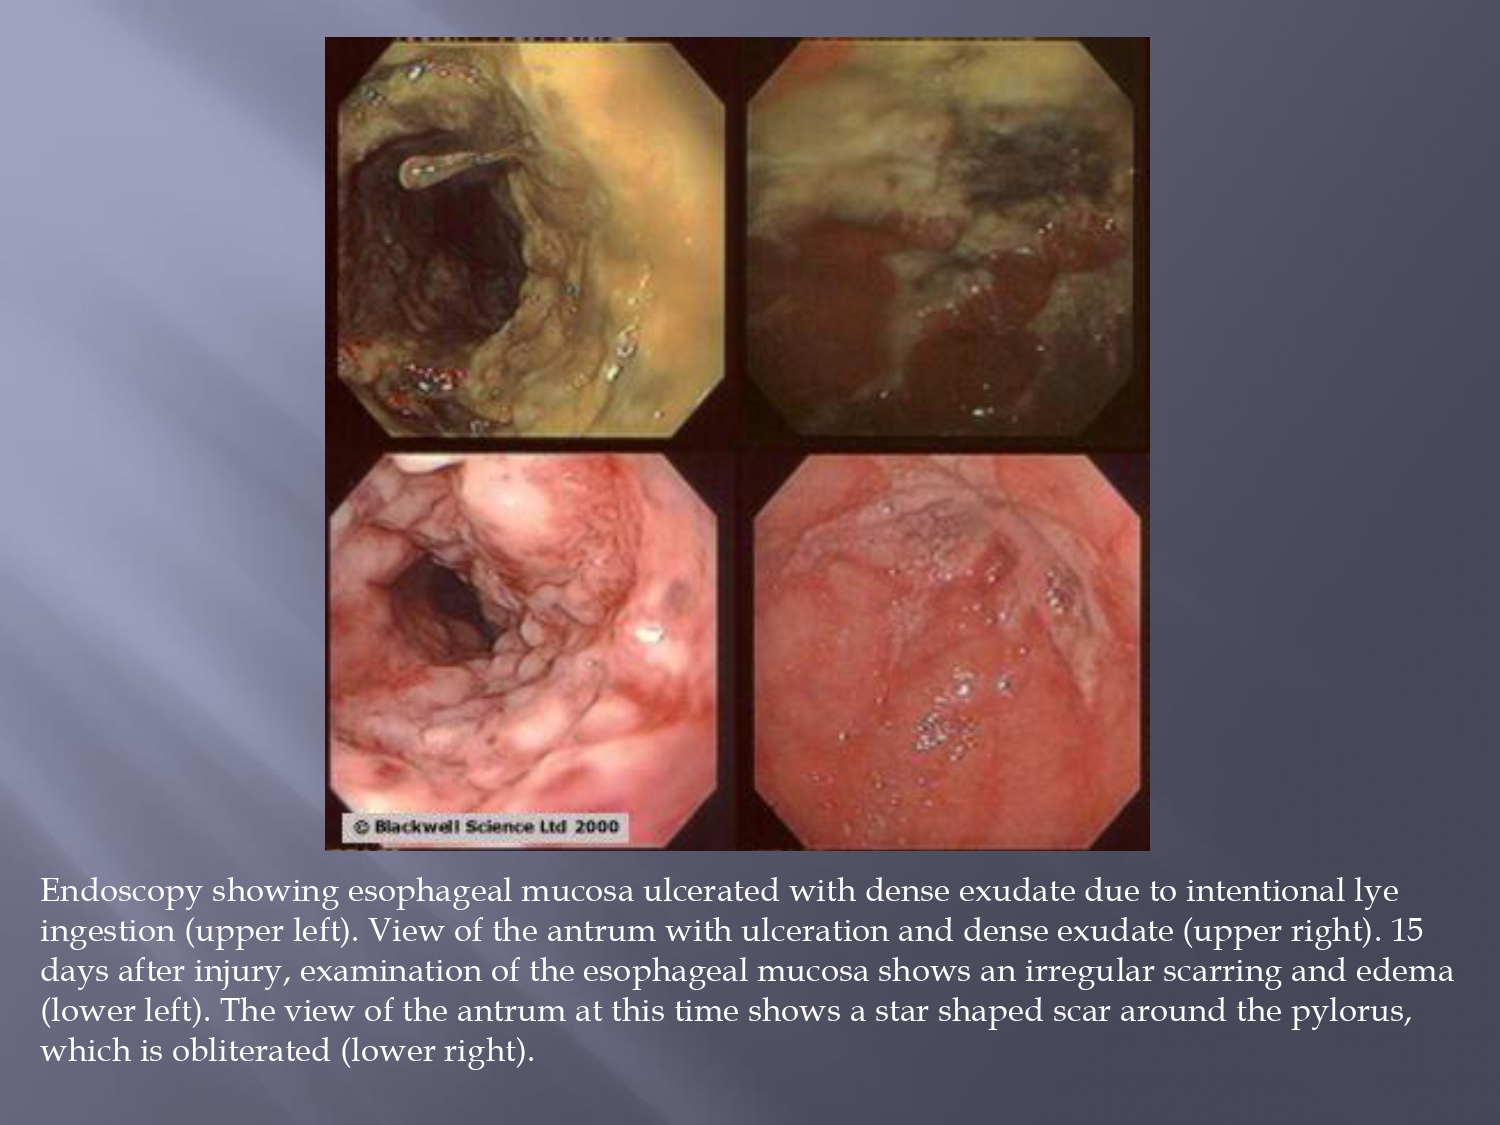 © Blackwell Science Ltd 2000
Endoscopy showing esophageal mucosa ulcerated with dense exudate due to intentional lye
ingestion (upper left). View of the antrum with ulceration and dense exudate (upper right). 15
days after injury, examination of the esophageal mucosa shows an irregular scarring and edema
(lower left). The view of the antrum at this time shows a star shaped scar around the pylorus,
which is obliterated (lower right).